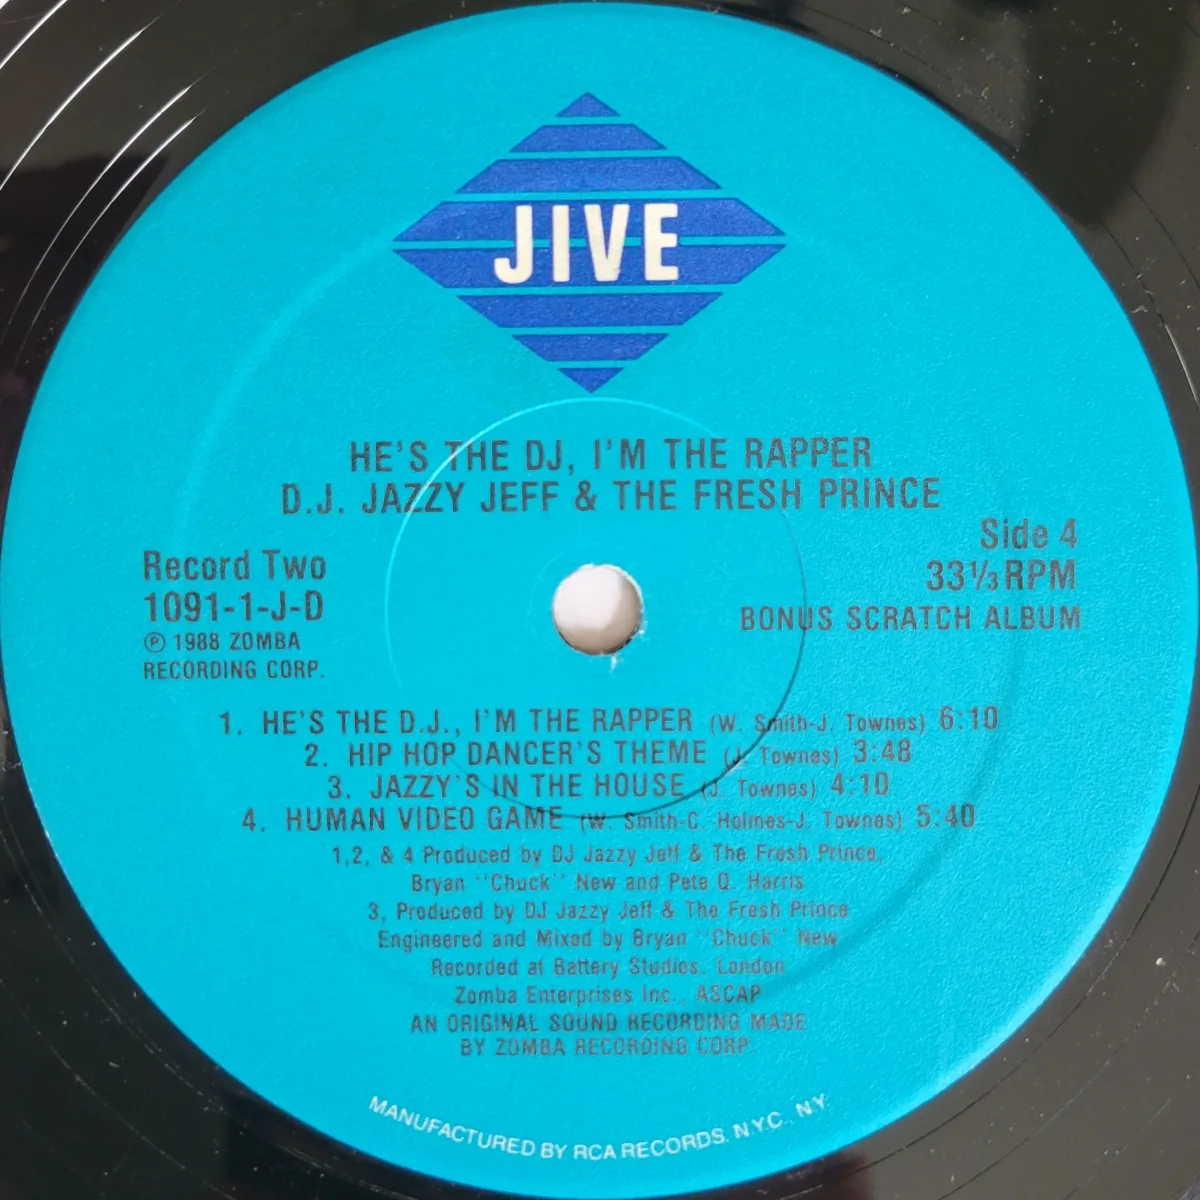 JIVE
HE'S THE DJ, I'M THE RAPPER
D.J. JAZZY JEFF & THE FRESH PRINCE
Side 4
33⅓ RPM
BONUS SCRATCH ALBUM
Record Two
1091-1-J-D
℗ 1988 ZOMBA
RECORDING CORP.
1. HE'S THE D.J., I'M THE RAPPER (W. Smith-J. Townes) 6:10
2. HIP HOP DANCER'S THEME (J. Townes) 3:48
3. JAZZY'S IN THE HOUSE (J. Townes) 4:10
4. HUMAN VIDEO GAME (W. Smith-C. Holmes-J. Townes) 5:40
1,2, & 4 Produced by DJ Jazzy Jeff & The Fresh Prince,
Bryan "Chuck" New and Pete Q. Harris
3, Produced by DJ Jazzy Jeff & The Fresh Prince
Engineered and Mixed by Bryan "Chuck" New
Recorded at Battery Studios, London
Zomba Enterprises Inc., ASCAP
AN ORIGINAL SOUND RECORDING MADE
BY ZOMBA RECORDING CORP.
MANUFACTURED BY RCA RECORDS, N.Y.C., N.Y.